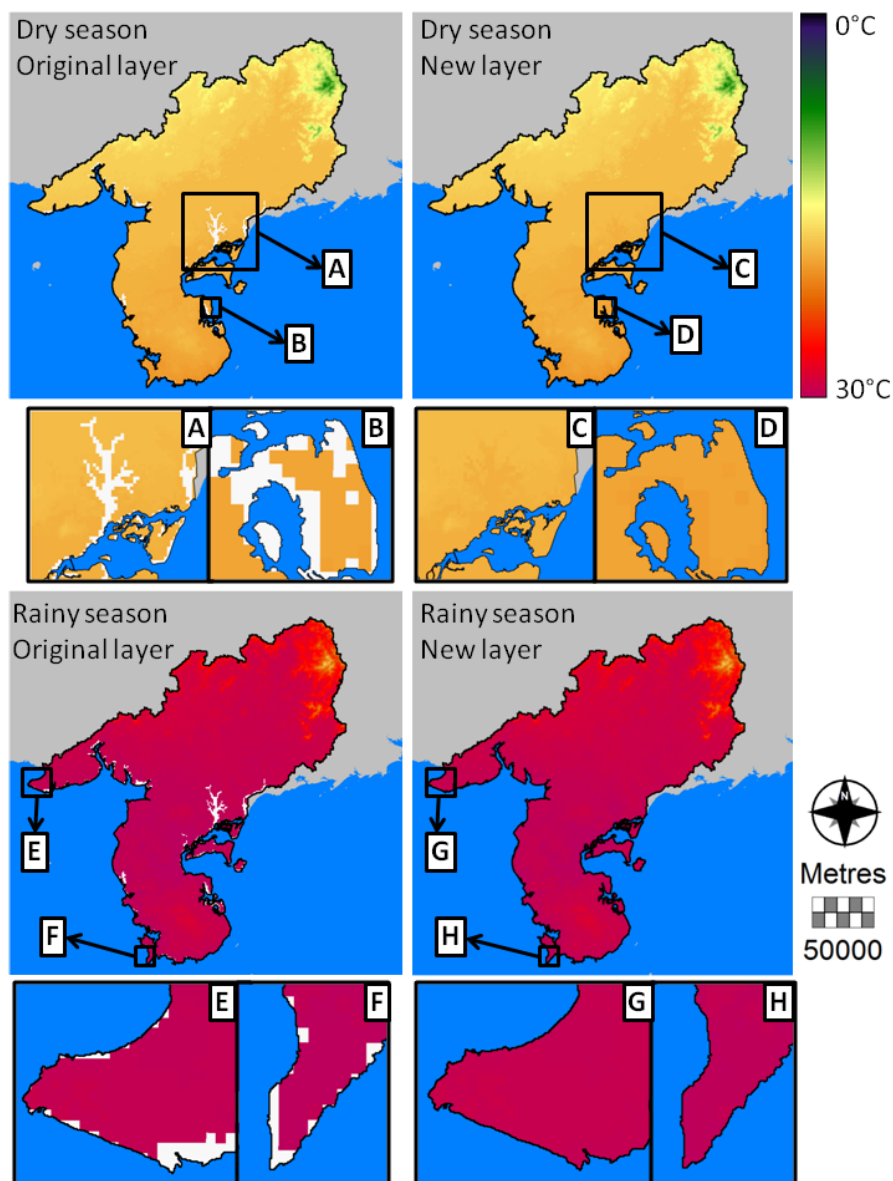 Dry season
Original layer
Dry season
New layer
0°C
30°C
A
B
C
D
A
B
C
D
Rainy season
Original layer
Rainy season
New layer
E
F
G
H
N
Metres
50000
E
F
G
H